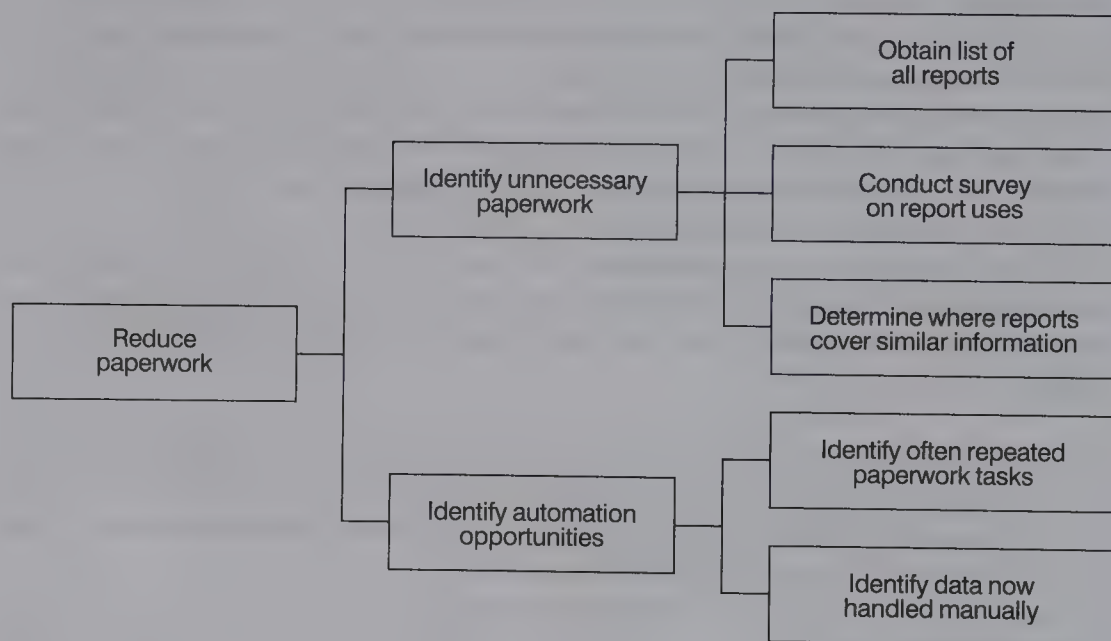 Obtain list of
all reports
Identify unnecessary
paperwork
Conduct survey
on report uses
Determine where reports
cover similar information
Reduce
paperwork
Identify often repeated
paperwork tasks
Identify automation
opportunities
Identify data now
handled manually